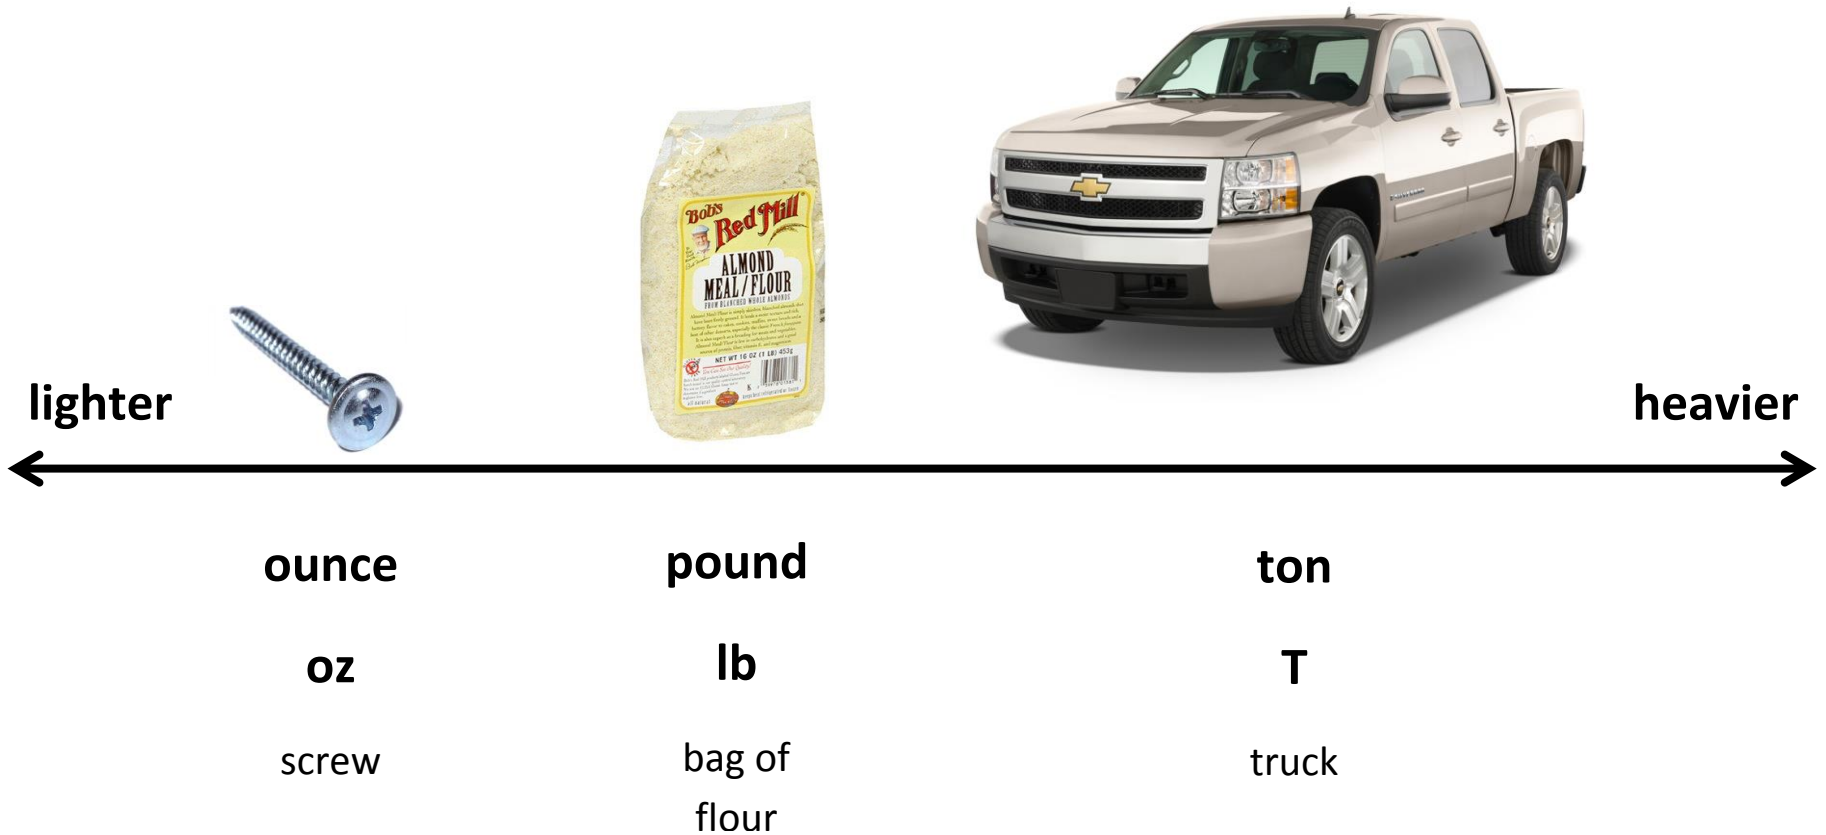 Bob's
Red Mill
ALMOND
MEAL/FLOUR
FROM BLANCHED WHOLE ALMONDS
NET WT 16 OZ (1 LB) 453g
lighter
heavier
ounce pound ton
oz lb T
screw bag of truck
flour